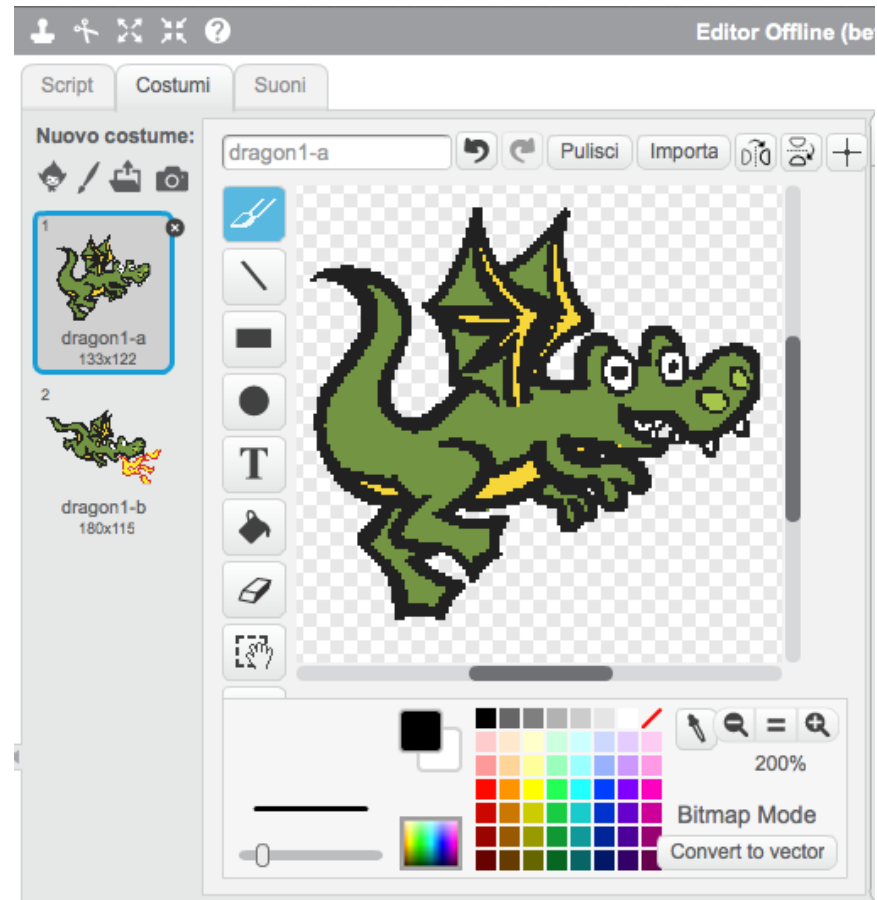 Editor Offline (be
Script Costumi Suoni
Nuovo costume:
dragon1-a Pulisci Importa
1
dragon1-a
133x122
2
dragon1-b
180x115
T
200%
Bitmap Mode
Convert to vector